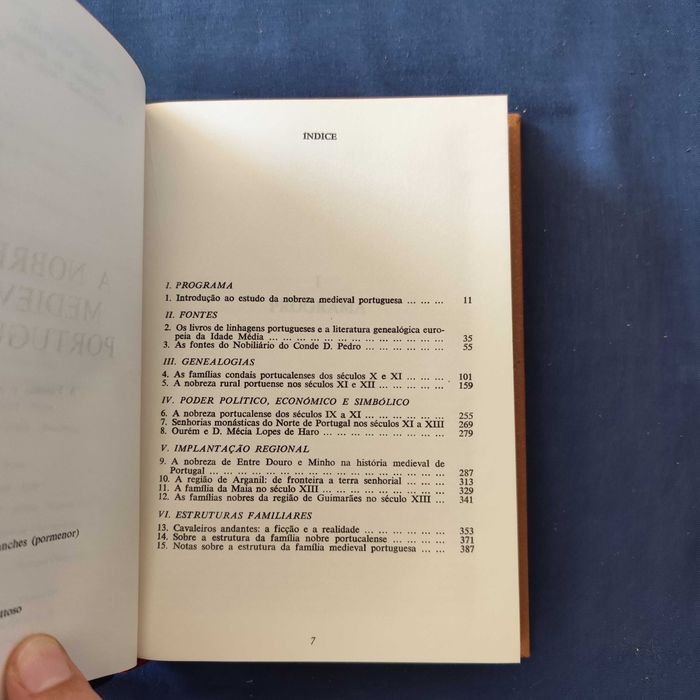 nches (pormenor)
ttoso
ÍNDICE
I. PROGRAMA
1. Introdução ao estudo da nobreza medieval portuguesa ... ... ... 11
II. FONTES
2. Os livros de linhagens portugueses e a literatura genealógica euro-
peia da Idade Média ... ... ... ... ... ... ... ... ... ... ... 35
3. As fontes do Nobiliário do Conde D. Pedro ... ... ... ... ... ... 55
III. GENEALOGIAS
4. As famílias condais portucalenses dos séculos X e XI ... ... ... ... 101
5. A nobreza rural portuense nos séculos XI e XII ... ... ... ... ... 159
IV. PODER POLÍTICO, ECONÓMICO E SIMBÓLICO
6. A nobreza portucalense dos séculos IX a XI ... ... ... ... ... ... 255
7. Senhorias monásticas do Norte de Portugal nos séculos XI a XIII 269
8. Ourém e D. Mécia Lopes de Haro ... ... ... ... ... ... ... ... 279
V. IMPLANTAÇÃO REGIONAL
9. A nobreza de Entre Douro e Minho na história medieval de
Portugal ... ... ... ... ... ... ... ... ... ... ... ... ... ... 287
10. A região de Arganil: de fronteira a terra senhorial ... ... ... ... 313
11. A família da Maia no século XIII ... ... ... ... ... ... ... ... 329
12. As famílias nobres da região de Guimarães no século XIII ... ... 341
VI. ESTRUTURAS FAMILIARES
13. Cavaleiros andantes: a ficção e a realidade ... ... ... ... ... ... 353
14. Sobre a estrutura da família nobre portucalense ... ... ... ... ... 371
15. Notas sobre a estrutura da família medieval portuguesa ... ... ... 387
7